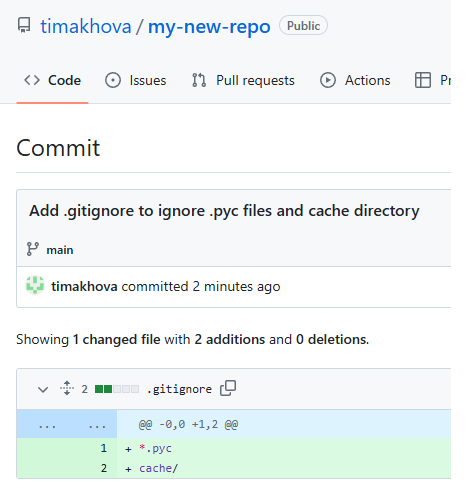 timakhova / my-new-repo Public
Code Issues Pull requests Actions
Commit
Add .gitignore to ignore .pyc files and cache directory
main
timakhova committed 2 minutes ago
Showing 1 changed file with 2 additions and 0 deletions.
2 .gitignore
... ... @@ -0,0 +1,2 @@
1 + *.pyc
2 + cache/